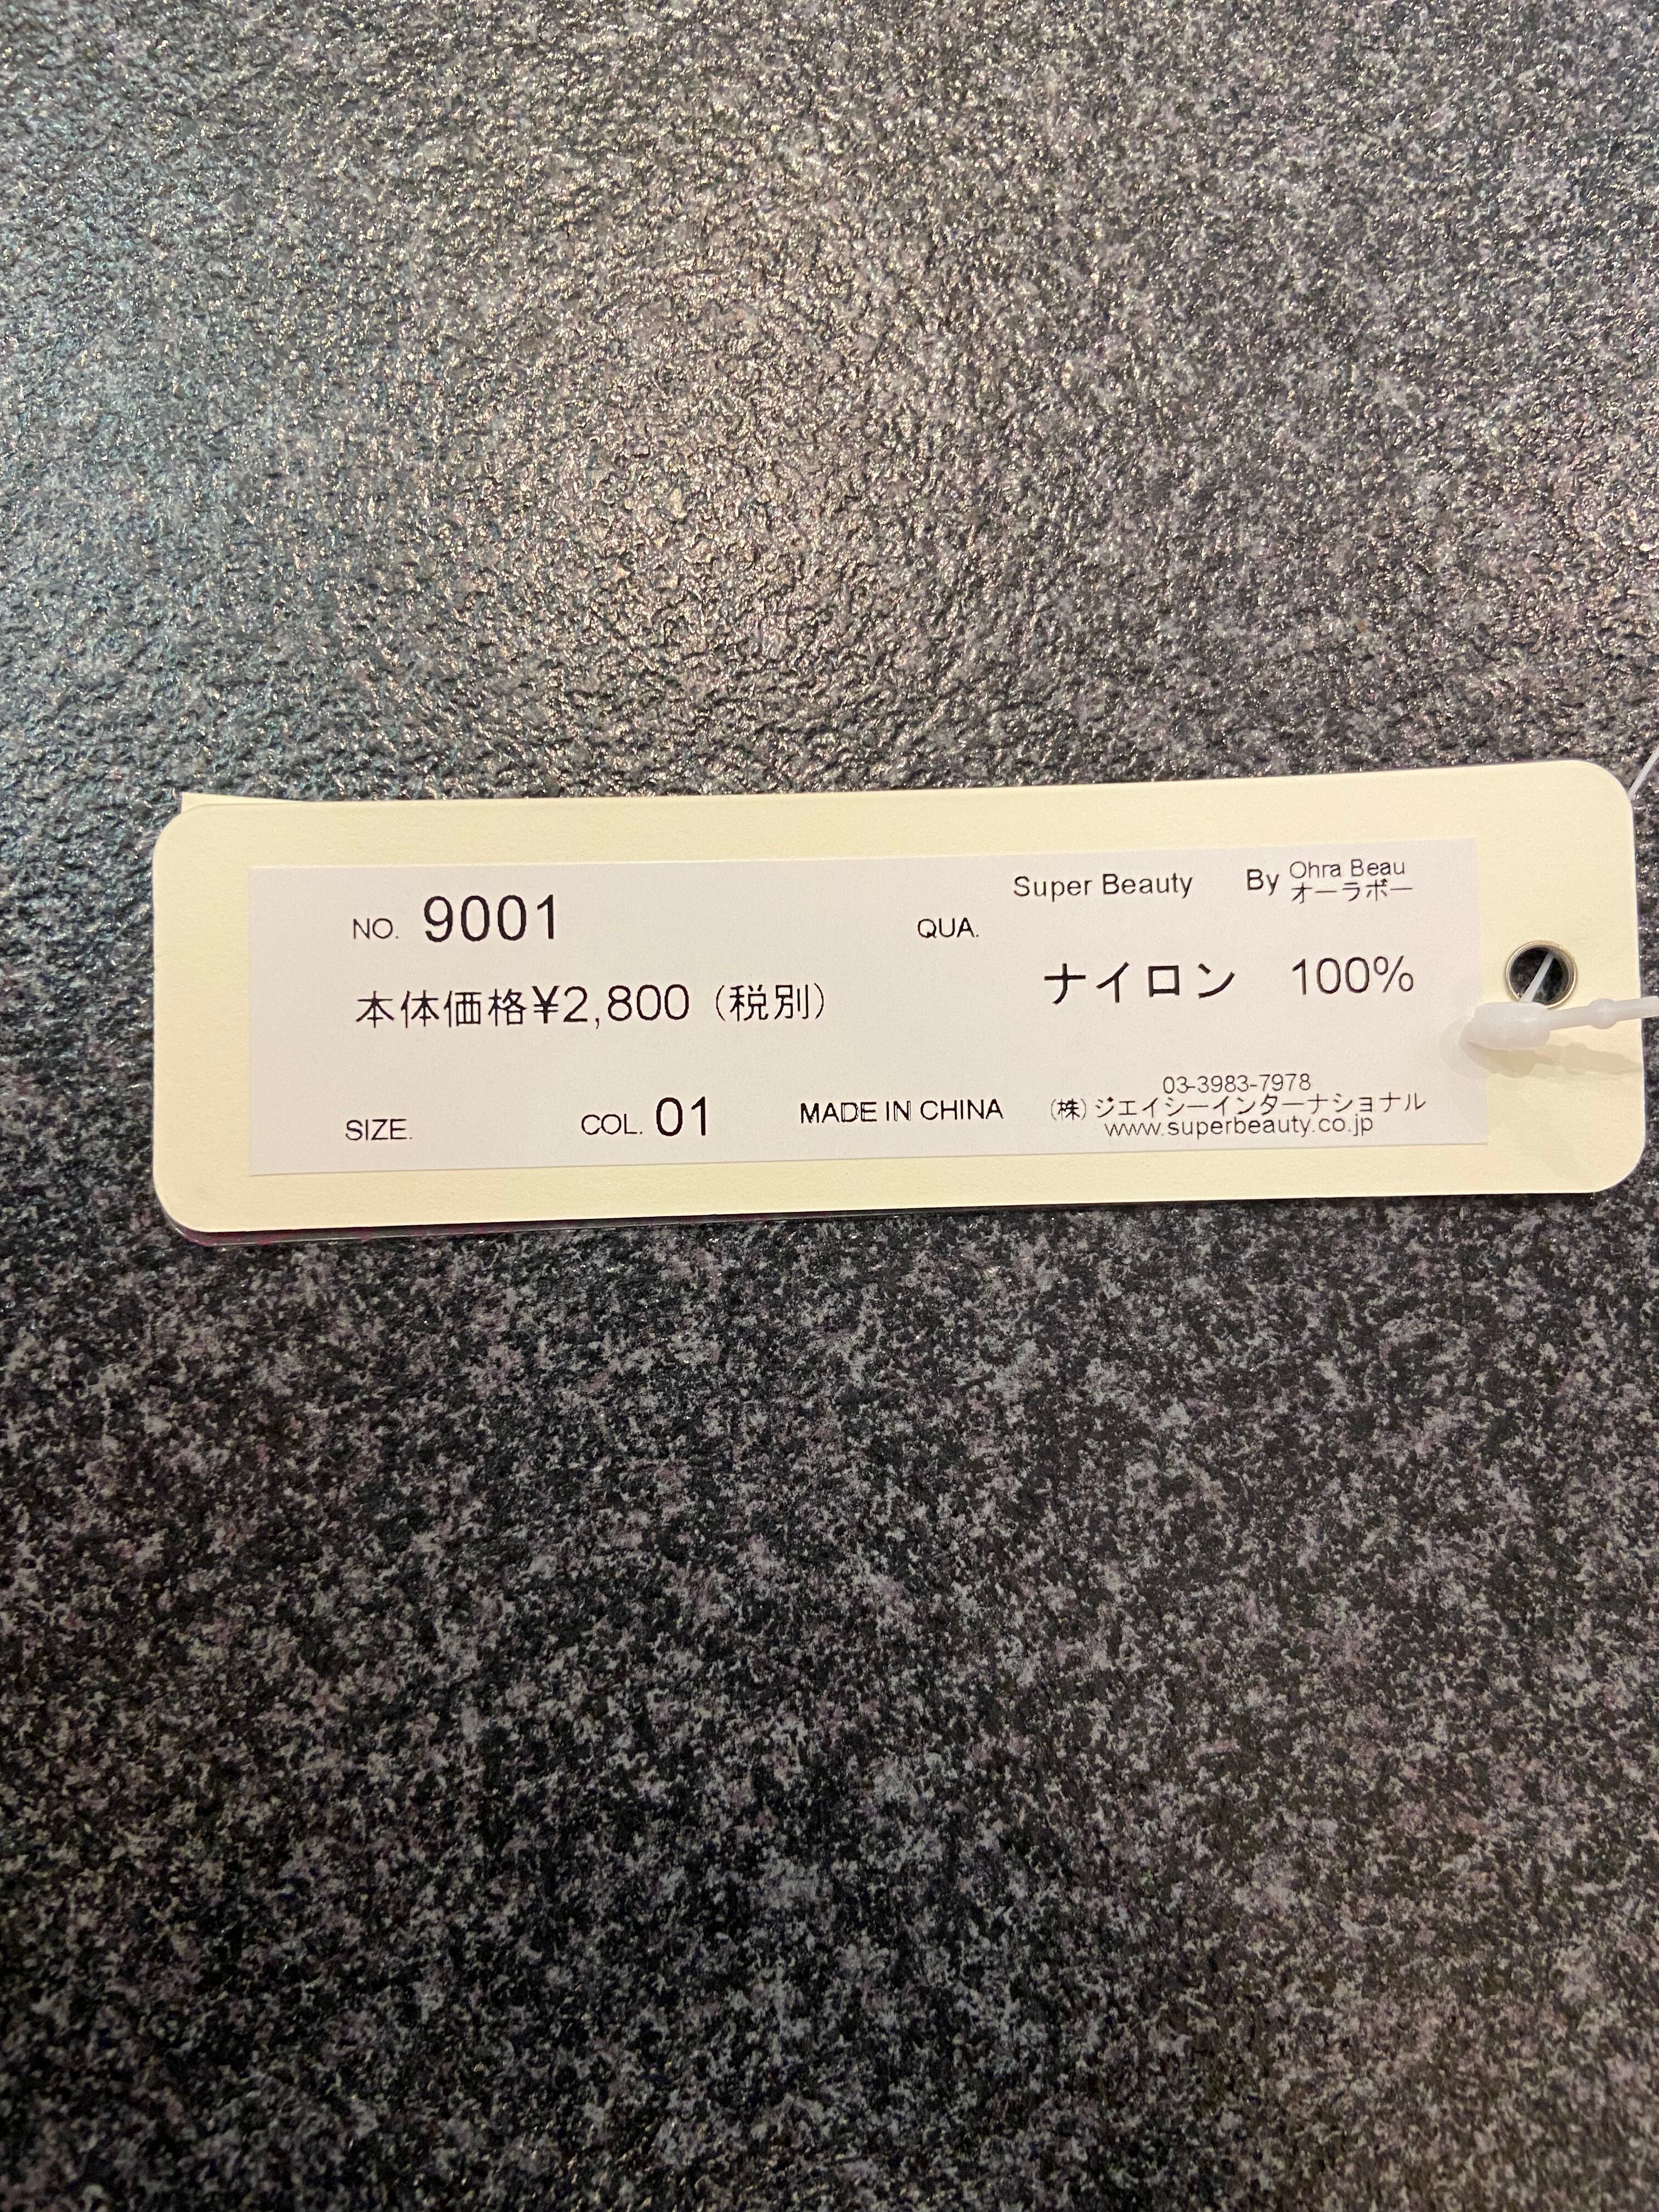 Super Beauty By Ohra Beau
オーラボー
NO. 9001
QUA.
本体価格¥2,800（税別）
ナイロン 100%
SIZE.
COL. 01
MADE IN CHINA
03-3983-7978
(株)ジエイシーインターナショナル
www.superbeauty.co.jp